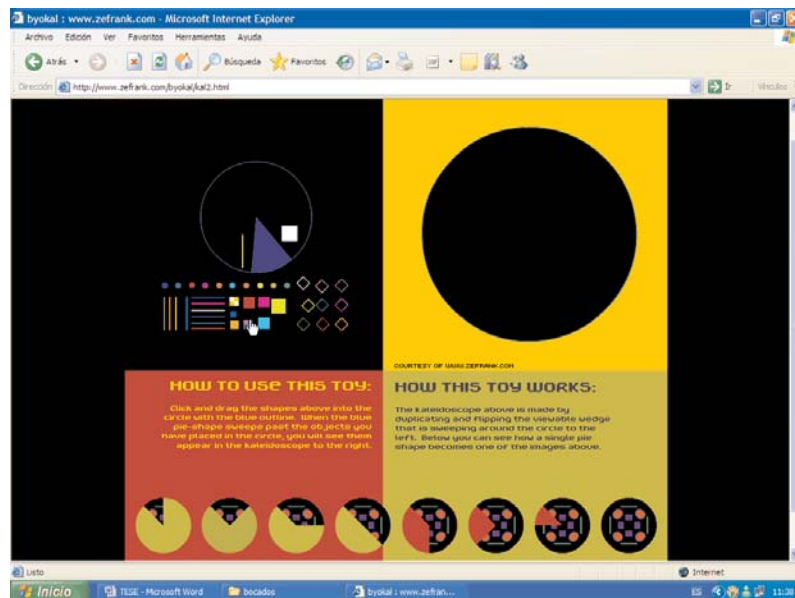 byokal : www.zefrank.com - Microsoft Internet Explorer
Archivo Edición Ver Favoritos Herramientas Ayuda
Atrás Búsqueda Favoritos
Dirección http://www.zefrank.com/byokal/kal2.html Ir Vínculos
COURTESY OF WWW.ZEFRANK.COM
HOW TO USE THIS TOY:
Click and drag the shapes above into the
circle with the blue outline. When the blue
pie-shape sweeps past the objects you
have placed in the circle, you will see them
appear in the kaleidoscope to the right.
HOW THIS TOY WORKS:
The kaleidoscope above is made by
duplicating and flipping the viewable wedge
that is sweeping around the circle to the
left. Below you can see how a single pie
shape becomes one of the images above.
Listo Internet
Inicio TESE - Microsoft Word bocados byokal : www.zefran... ES 11:38